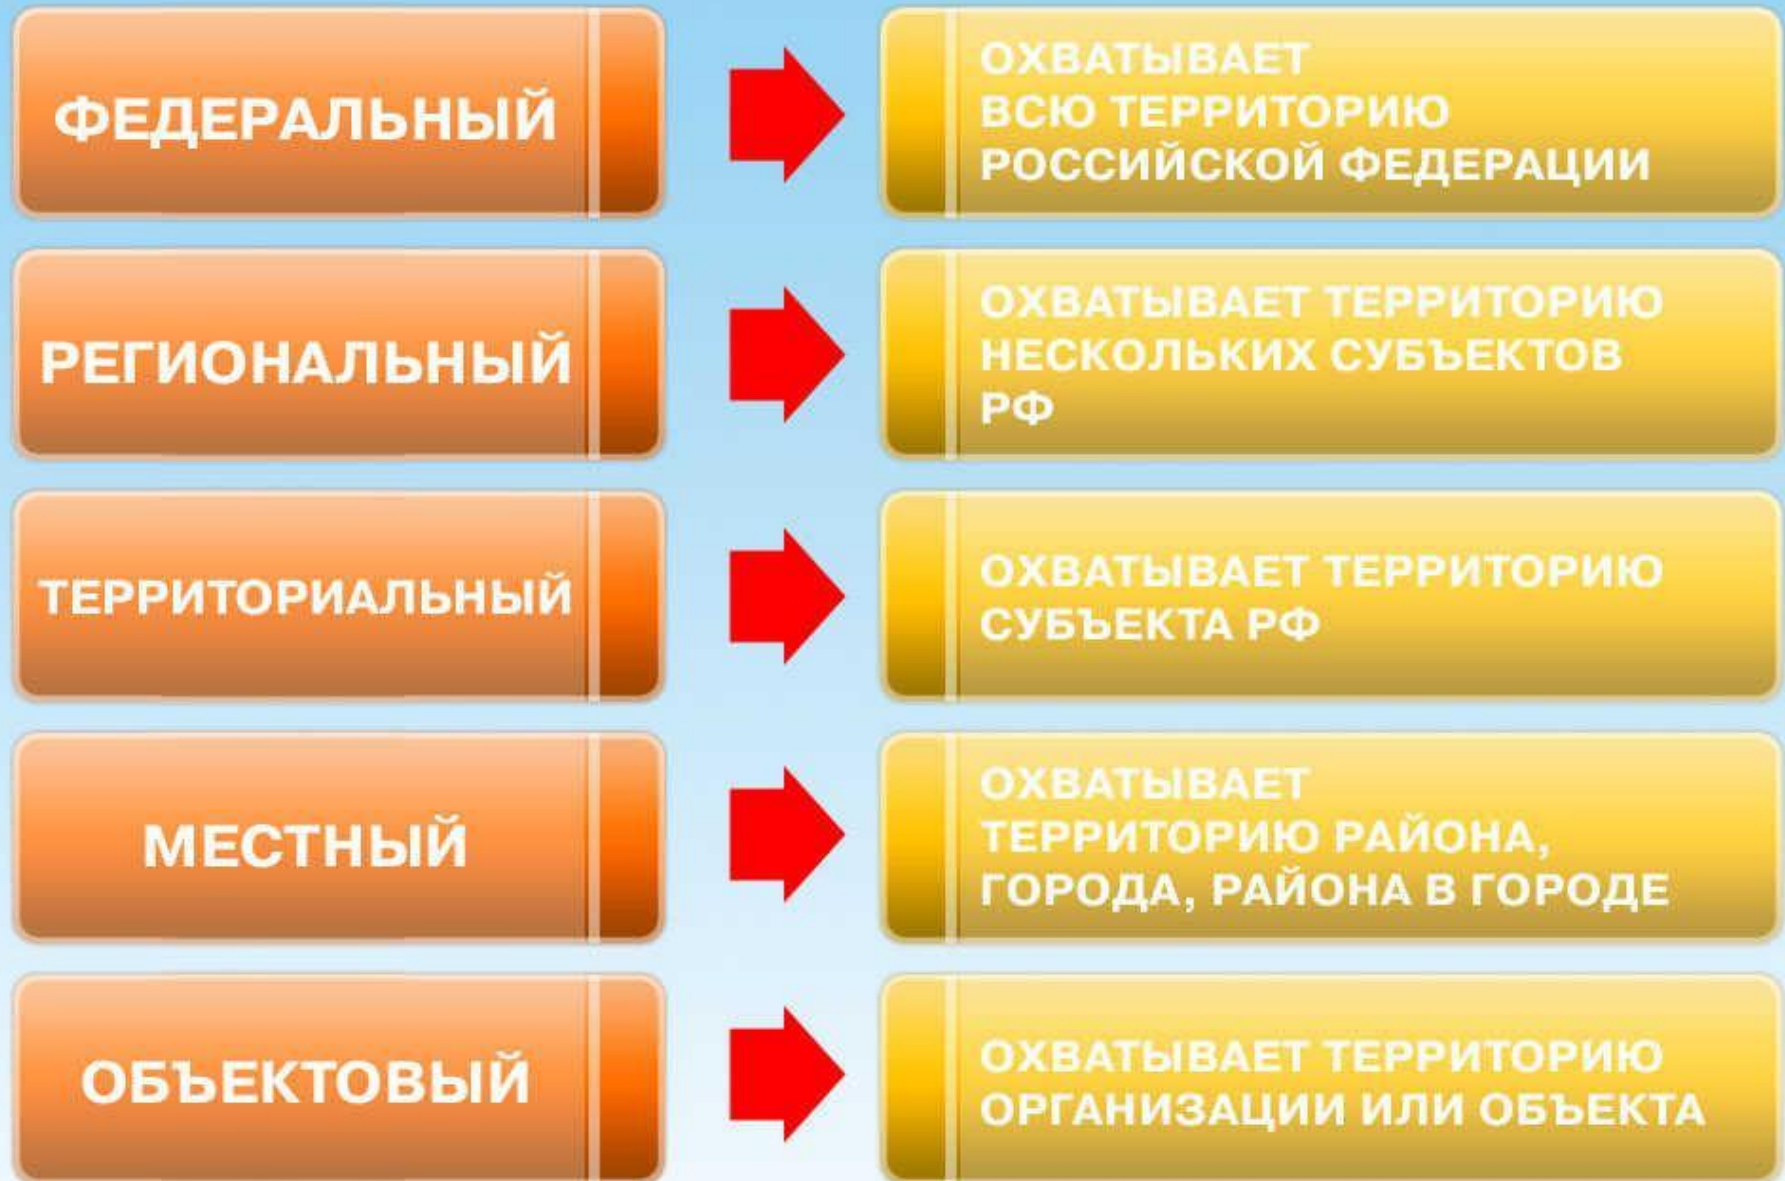 ФЕДЕРАЛЬНЫЙ
ОХВАТЫВАЕТ
ВСЮ ТЕРРИТОРИЮ
РОССИЙСКОЙ ФЕДЕРАЦИИ
РЕГИОНАЛЬНЫЙ
ОХВАТЫВАЕТ ТЕРРИТОРИЮ
НЕСКОЛЬКИХ СУБЪЕКТОВ
РФ
ТЕРРИТОРИАЛЬНЫЙ
ОХВАТЫВАЕТ ТЕРРИТОРИЮ
СУБЪЕКТА РФ
МЕСТНЫЙ
ОХВАТЫВАЕТ
ТЕРРИТОРИЮ РАЙОНА,
ГОРОДА, РАЙОНА В ГОРОДЕ
ОБЪЕКТОВЫЙ
ОХВАТЫВАЕТ ТЕРРИТОРИЮ
ОРГАНИЗАЦИИ ИЛИ ОБЪЕКТА